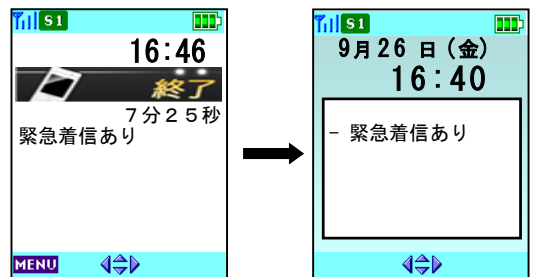 S1
16:46
終了
7分25秒
緊急着信あり
MENU
S1
9月26日(金)
16:40
- 緊急着信あり